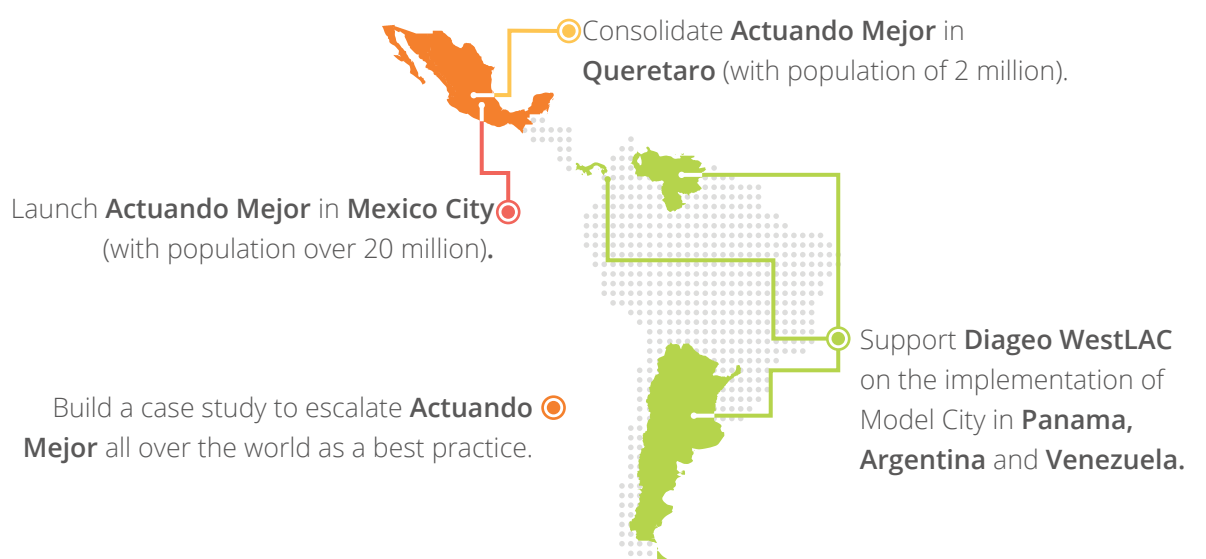 Consolidate Actuando Mejor in
Queretaro (with population of 2 million).
Launch Actuando Mejor in Mexico City
(with population over 20 million).
Support Diageo WestLAC
on the implementation of
Model City in Panama,
Argentina and Venezuela.
Build a case study to escalate Actuando
Mejor all over the world as a best practice.